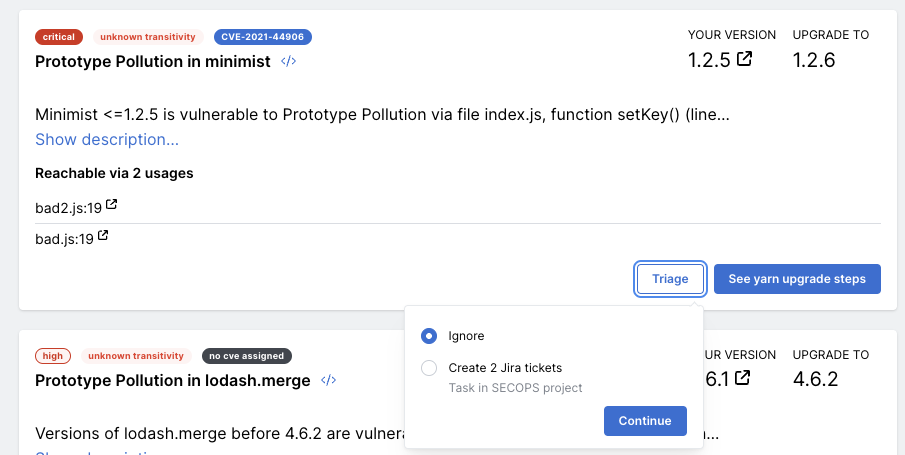 critical unknown transitivity CVE-2021-44906 YOUR VERSION UPGRADE TO
Prototype Pollution in minimist </> 1.2.5 1.2.6
Minimist <=1.2.5 is vulnerable to Prototype Pollution via file index.js, function setKey() (line...
Show description...
Reachable via 2 usages
bad2.js:19
bad.js:19
Triage See yarn upgrade steps
Ignore
Create 2 Jira tickets
Task in SECOPS project
Continue
high unknown transitivity no cve assigned UR VERSION UPGRADE TO
Prototype Pollution in lodash.merge </> 6.1 4.6.2
Versions of lodash.merge before 4.6.2 are